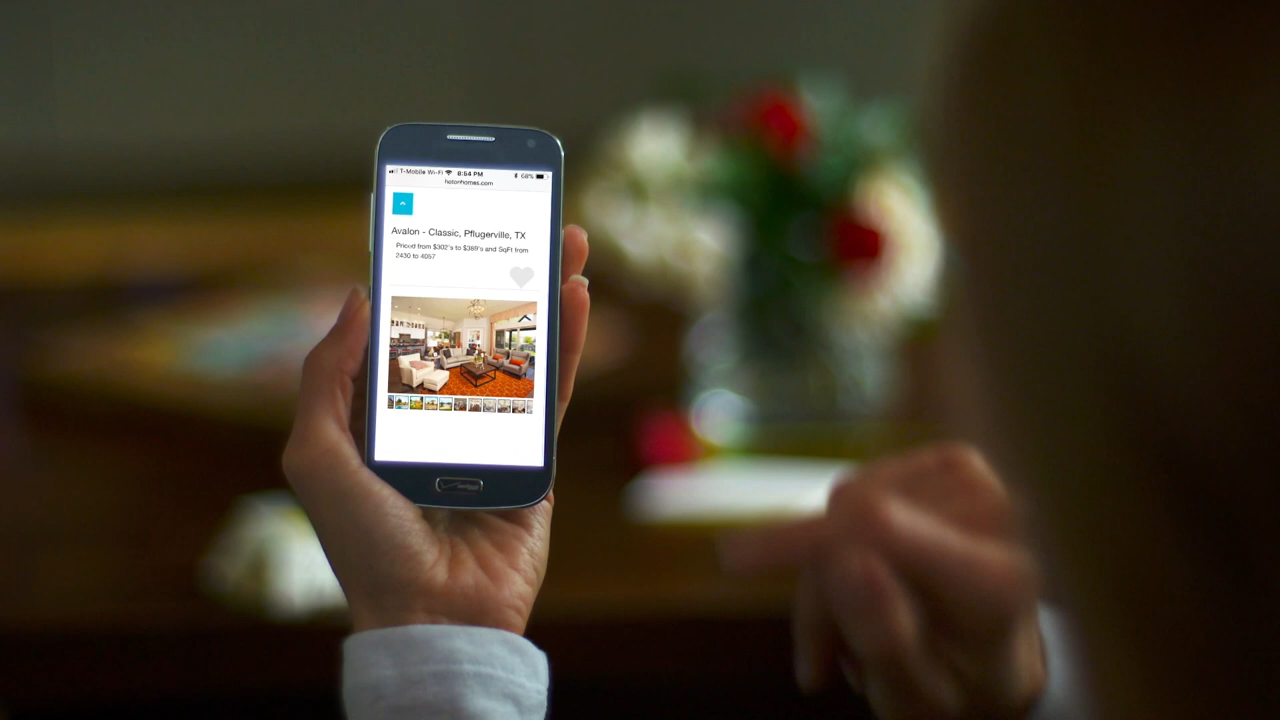 T-Mobile Wi-Fi 8:54 PM 68%
hotonhomes.com
Avalon - Classic, Pflugerville, TX
Priced from $302's to $389's and SqFt from
2430 to 4057
verizon